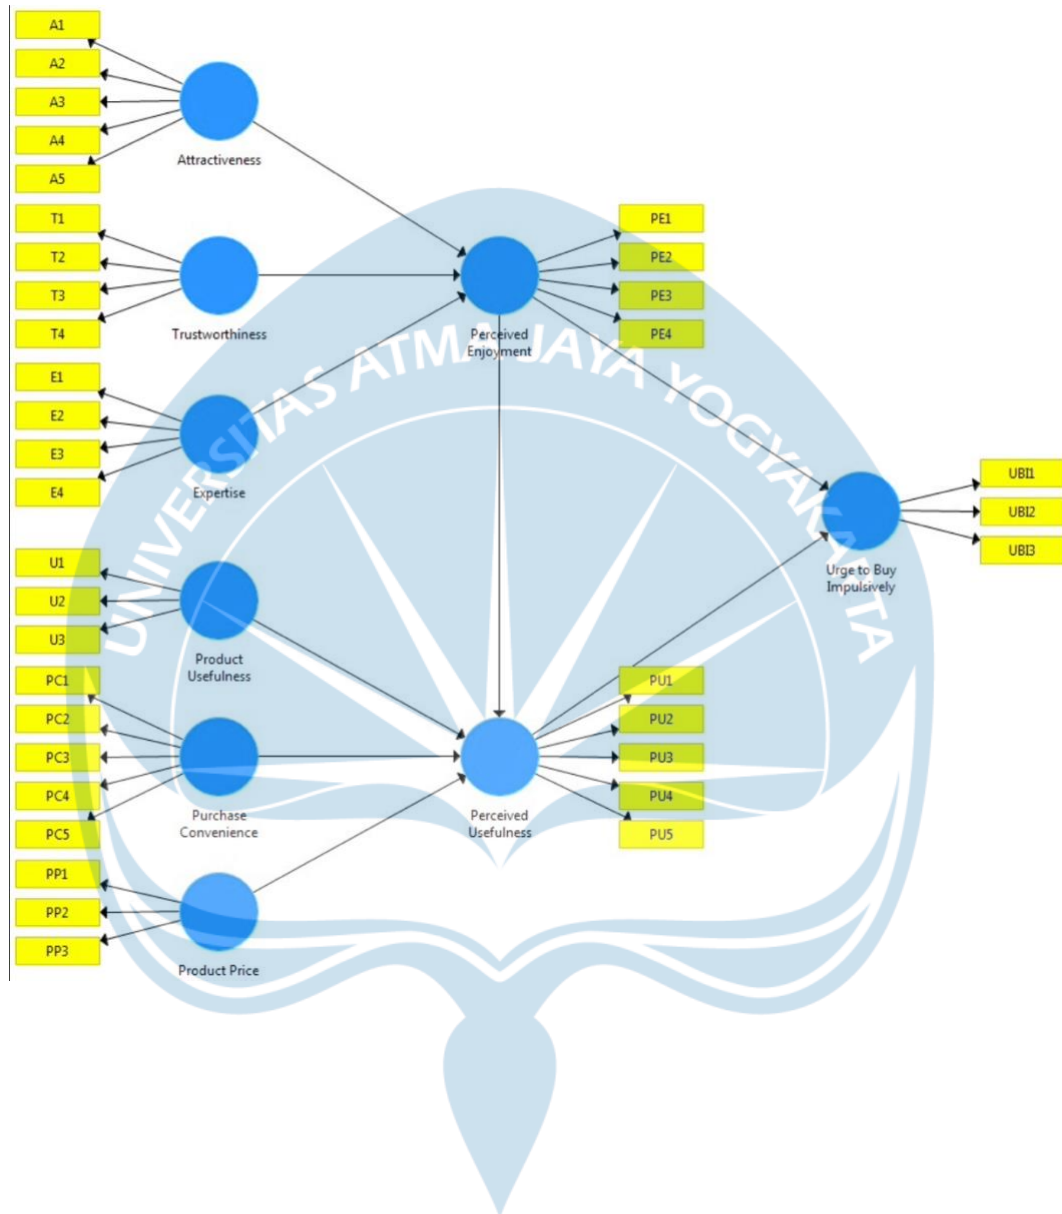 A1
A2
A3
A4
A5
Attractiveness
T1
T2
T3
T4
Trustworthiness
E1
E2
E3
E4
Expertise
U1
U2
U3
Product
Usefulness
PC1
PC2
PC3
PC4
PC5
Purchase
Convenience
PP1
PP2
PP3
Product Price
PE1
PE2
PE3
PE4
Perceived
Enjoyment
PU1
PU2
PU3
PU4
PU5
Perceived
Usefulness
UBI1
UBI2
UBI3
Urge to Buy
Impulsively
UNIVERSITAS ATMA JAYA YOGYAKARTA